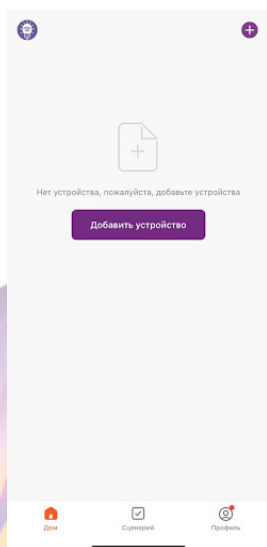 Нет устройства, пожалуйста, добавьте устройства
Добавить устройство
Дом
Сценарий
Профиль